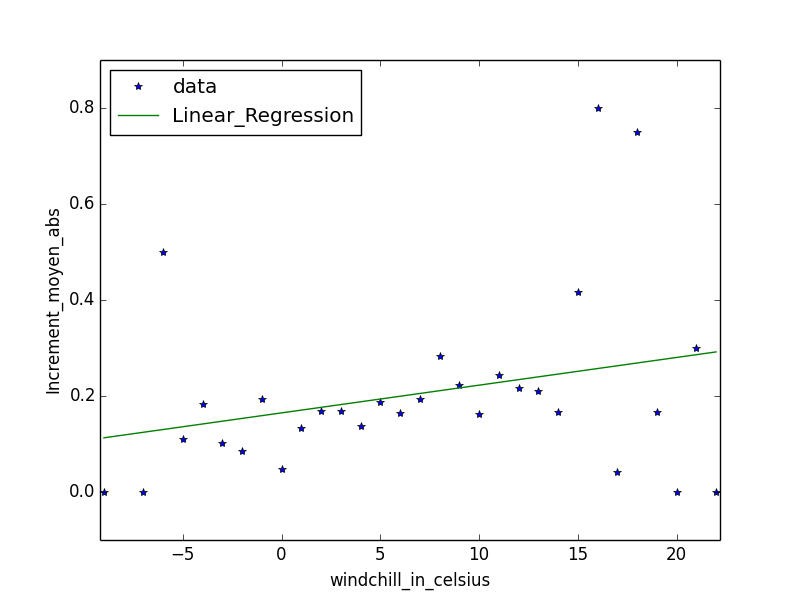 data
Linear_Regression
0.8
0.6
0.4
0.2
0.0
Increment_moyen_abs
−5
0
5
10
15
20
windchill_in_celsius